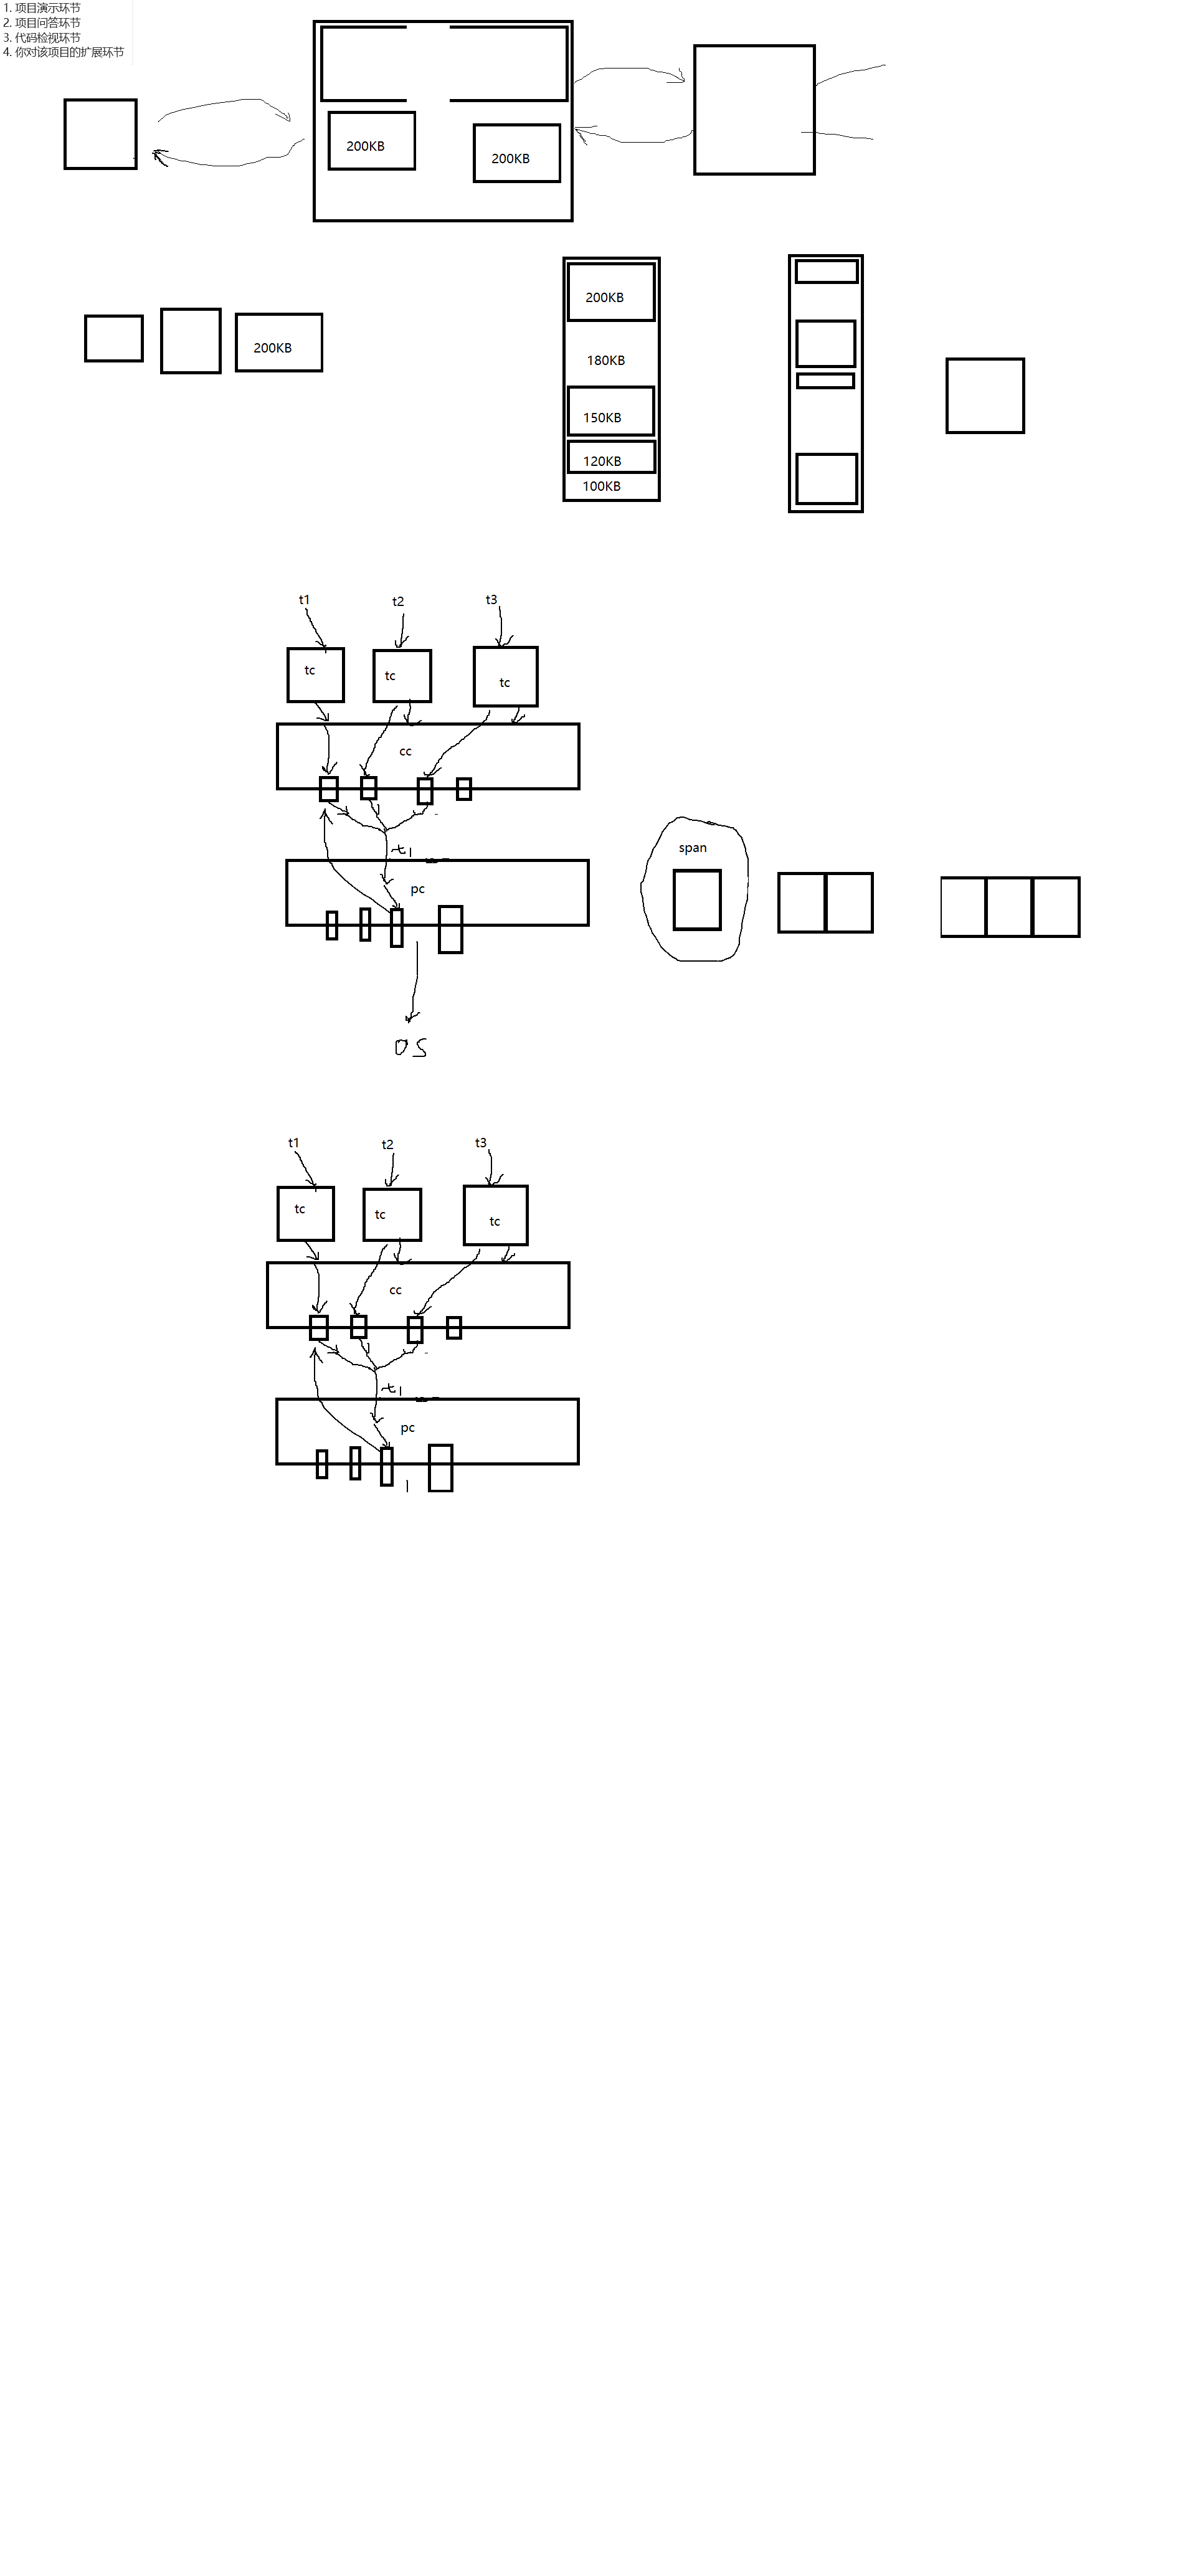 1. 项目演示环节
2. 项目问答环节
3. 代码检视环节
4. 你对该项目的扩展环节
200KB
200KB
200KB
200KB
180KB
150KB
120KB
100KB
t1
t2
t3
tc
tc
tc
cc
t1
pc
span
OS
t1
t2
t3
tc
tc
tc
cc
t1
pc